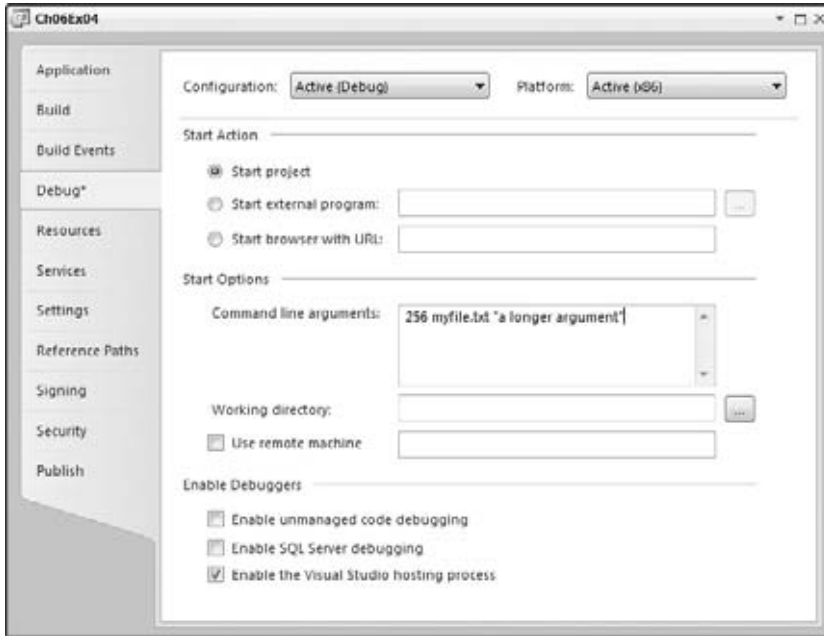 Ch06Ex04
Application
Build
Build Events
Debug*
Resources
Services
Settings
Reference Paths
Signing
Security
Publish
Configuration: Active (Debug) Platform: Active (x86)
Start Action
Start project
Start external program: ...
Start browser with URL:
Start Options
Command line arguments: 256 myfile.txt "a longer argument"
Working directory: ...
Use remote machine
Enable Debuggers
Enable unmanaged code debugging
Enable SQL Server debugging
Enable the Visual Studio hosting process